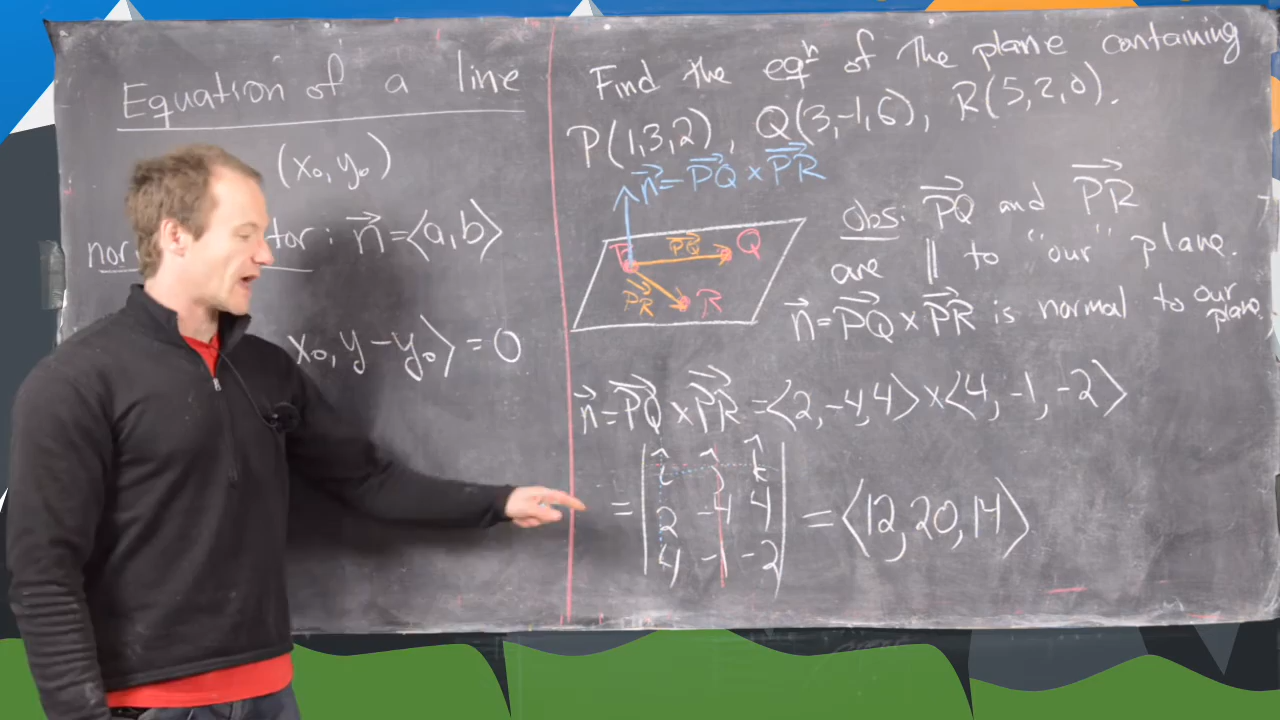 Equation of a line
(x₀, y₀)
nor tor : n⃗ = ⟨a, b⟩
x₀, y − y₀⟩ = 0
Find the eqⁿ of the plane containing
P(1,3,2), Q(3,-1,6), R(5,2,0).
n⃗ = PQ⃗ × PR⃗
P PQ⃗ Q
PR⃗ R
obs: PQ⃗ and PR⃗
are ∥ to "our" plane.
n⃗ = PQ⃗ × PR⃗ is normal to our plane.
n⃗ = PQ⃗ × PR⃗ = ⟨2, -4, 4⟩ × ⟨4, -1, -2⟩
= | î ĵ k̂ |
| 2 -4 4 | = ⟨12, 20, 14⟩
| 4 -1 -2 |